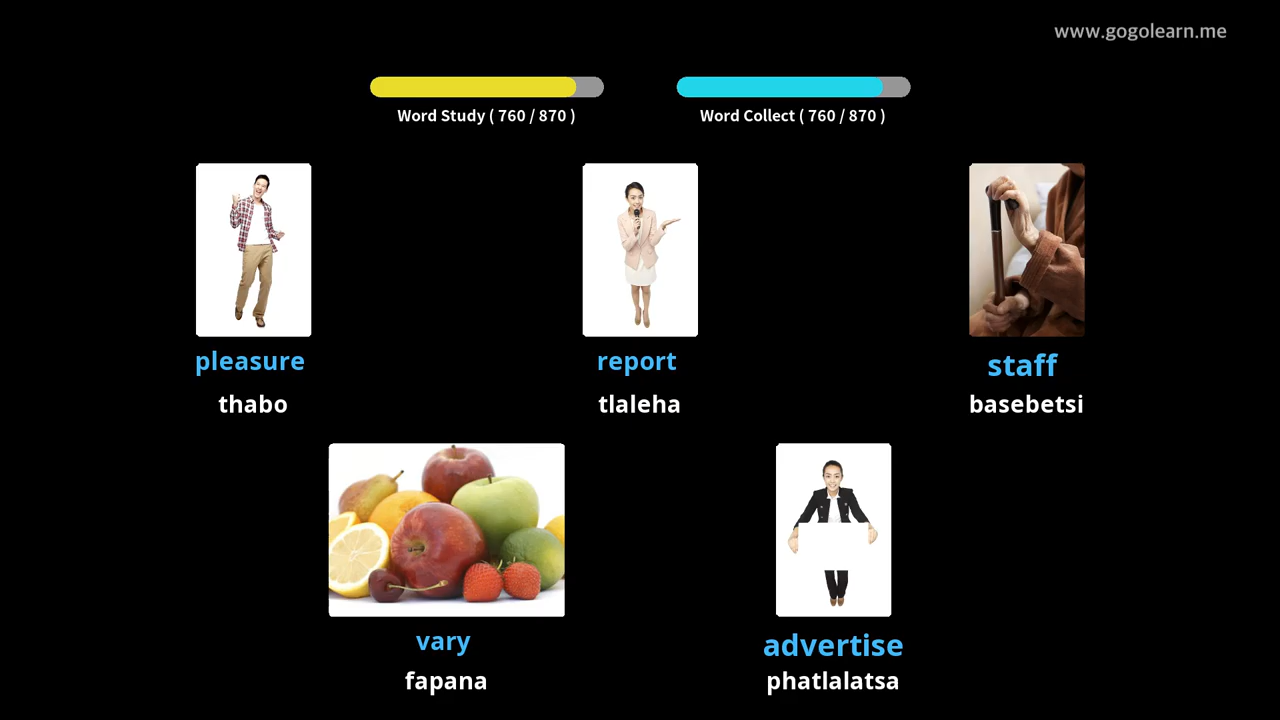 www.gogolearn.me
Word Study ( 760 / 870 )
Word Collect ( 760 / 870 )
pleasure
thabo
report
tlaleha
staff
basebetsi
vary
fapana
advertise
phatlalatsa